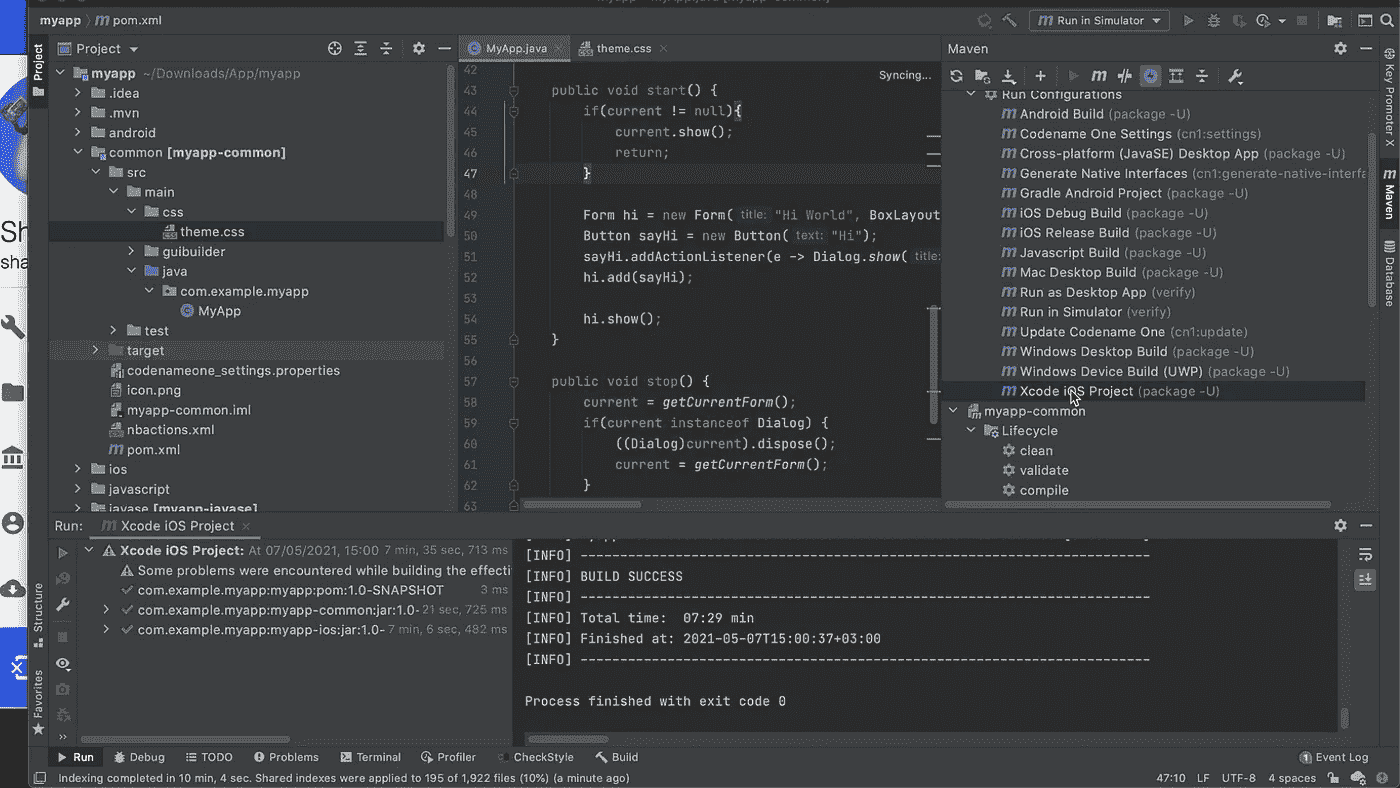 myapp pom.xml
Run in Simulator
Project
MyApp.java
theme.css
Maven
Project
Structure
Favorites
myapp ~/Downloads/App/myapp
.idea
.mvn
android
common [myapp-common]
src
main
css
theme.css
guibuilder
java
com.example.myapp
MyApp
test
target
codenameone_settings.properties
icon.png
myapp-common.iml
nbactions.xml
pom.xml
ios
javascript
javase [myapp-javase]
Syncing...
42
43 public void start() {
44 if(current != null){
45 current.show();
46 return;
47 }
48
49 Form hi = new Form( title: "Hi World", BoxLayout
50 Button sayHi = new Button( text: "Hi");
51 sayHi.addActionListener(e -> Dialog.show( title:
52 hi.add(sayHi);
53
54 hi.show();
55 }
56
57 public void stop() {
58 current = getCurrentForm();
59 if(current instanceof Dialog) {
60 ((Dialog)current).dispose();
61 current = getCurrentForm();
62 }
63
Run Configurations
Android Build (package -U)
Codename One Settings (cn1:settings)
Cross-platform (JavaSE) Desktop App (package -U)
Generate Native Interfaces (cn1:generate-native-interfa
Gradle Android Project (package -U)
iOS Debug Build (package -U)
iOS Release Build (package -U)
Javascript Build (package -U)
Mac Desktop Build (package -U)
Run as Desktop App (verify)
Run in Simulator (verify)
Update Codename One (cn1:update)
Windows Desktop Build (package -U)
Windows Device Build (UWP) (package -U)
Xcode iOS Project (package -U)
myapp-common
Lifecycle
clean
validate
compile
Key Promoter X
Maven
Database
Run: Xcode iOS Project
Xcode iOS Project: At 07/05/2021, 15:00 7 min, 35 sec, 713 ms
Some problems were encountered while building the effecti
com.example.myapp:myapp:pom:1.0-SNAPSHOT 3 ms
com.example.myapp:myapp-common:jar:1.0- 21 sec, 725 ms
com.example.myapp:myapp-ios:jar:1.0- 7 min, 6 sec, 482 ms
[INFO] ------------------------------------------------------------------------
[INFO] BUILD SUCCESS
[INFO] ------------------------------------------------------------------------
[INFO] Total time:  07:29 min
[INFO] Finished at: 2021-05-07T15:00:37+03:00
[INFO] ------------------------------------------------------------------------
Process finished with exit code 0
Run Debug TODO Problems Terminal Profiler CheckStyle Build 1 Event Log
Indexing completed in 10 min, 4 sec. Shared indexes were applied to 195 of 1,922 files (10%) (a minute ago) 47:10 LF UTF-8 4 spaces